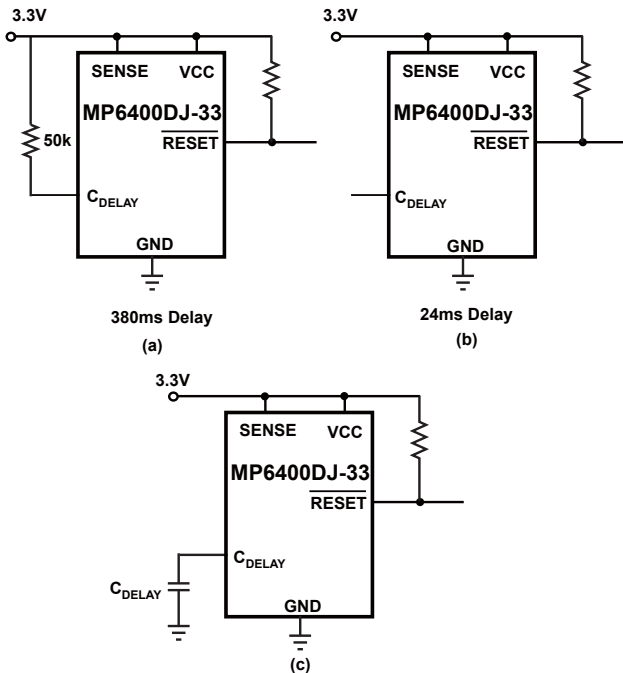 3.3V
SENSE VCC
MP6400DJ-33
RESET
50k
CDELAY
GND
380ms Delay
(a)
3.3V
SENSE VCC
MP6400DJ-33
RESET
CDELAY
GND
24ms Delay
(b)
3.3V
SENSE VCC
MP6400DJ-33
RESET
CDELAY
CDELAY
GND
(c)